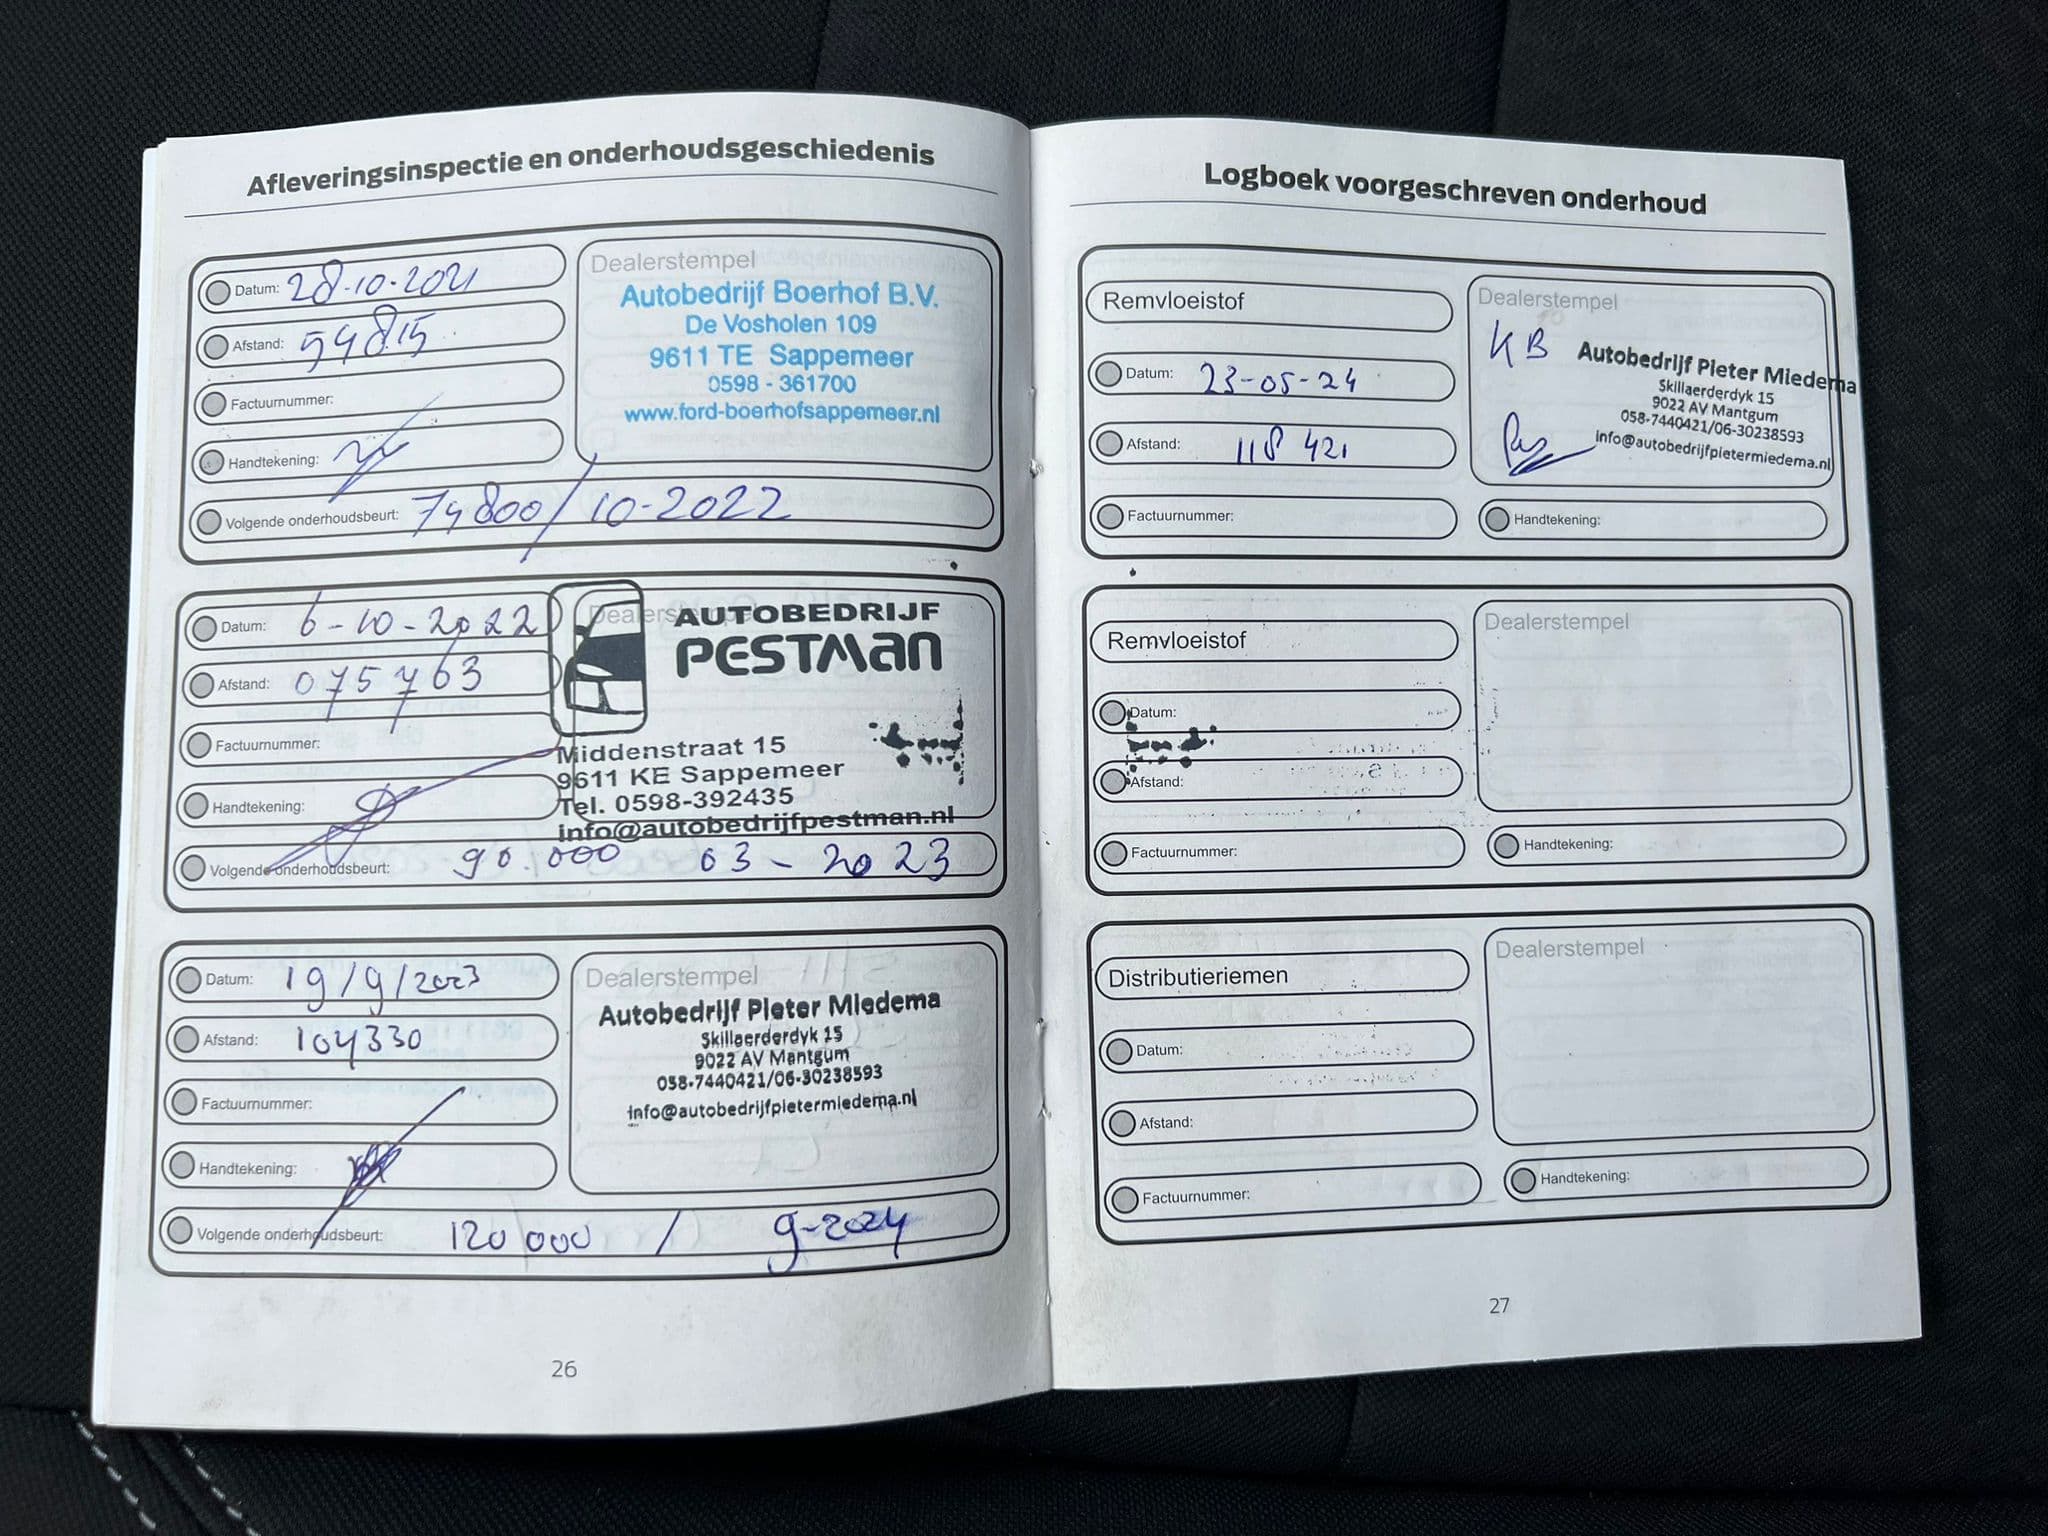 Afleveringsinspectie en onderhoudsgeschiedenis
Datum: 28-10-2021
Afstand: 54815
Factuurnummer:
Handtekening:
Volgende onderhoudsbeurt: 74800/10-2022
Dealerstempel
Autobedrijf Boerhof B.V.
De Vosholen 109
9611 TE Sappemeer
0598 - 361700
www.ford-boerhofsappemeer.nl
Datum: 6-10-2022
Afstand: 075763
Factuurnummer:
Handtekening:
Volgende onderhoudsbeurt: 90.000 03-2023
Dealerstempel
AUTOBEDRIJF
PESTMAN
Middenstraat 15
9611 KE Sappemeer
Tel. 0598-392435
info@autobedrijfpestman.nl
Datum: 19/9/2023
Afstand: 104330
Factuurnummer:
Handtekening:
Volgende onderhoudsbeurt: 120000 / 9-2024
Dealerstempel
Autobedrijf Pieter Miedema
Skillaerderdyk 15
9022 AV Mantgum
058-7440421/06-30238593
info@autobedrijfpietermiedema.nl
26
Logboek voorgeschreven onderhoud
Remvloeistof
Datum: 23-05-24
Afstand: 118 421
Factuurnummer:
Dealerstempel
KB
Autobedrijf Pieter Miedema
Skillaerderdyk 15
9022 AV Mantgum
058-7440421/06-30238593
info@autobedrijfpietermiedema.nl
Handtekening:
Remvloeistof
Datum:
Afstand:
Factuurnummer:
Dealerstempel
Handtekening:
Distributieriemen
Datum:
Afstand:
Factuurnummer:
Dealerstempel
Handtekening:
27